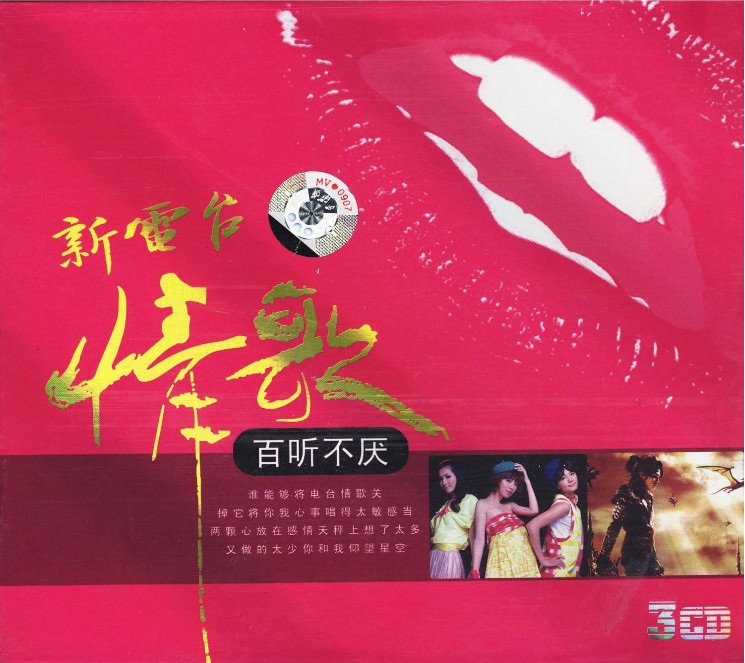 MV●0907
新電台
情歌
百听不厌
谁能够将电台情歌关
掉它将你我心事唱得太敏感当
两颗心放在感情天秤上想了太多
又做的太少你和我仰望星空
3CD